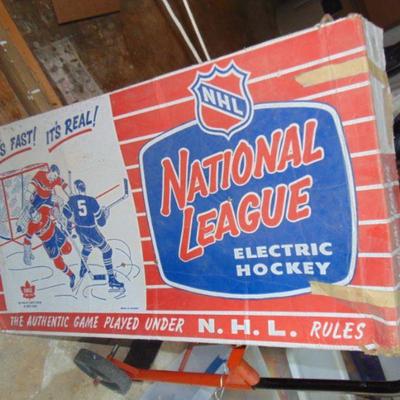 S FAST! IT'S REAL!
NHL
NATIONAL
LEAGUE
ELECTRIC
HOCKEY
5
THE AUTHENTIC GAME PLAYED UNDER N. H. L. RULES